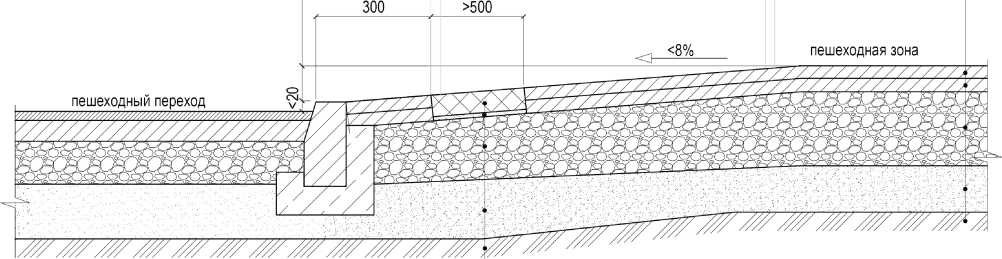 300
>500
<8%
пешеходная зона
<20
пешеходный переход